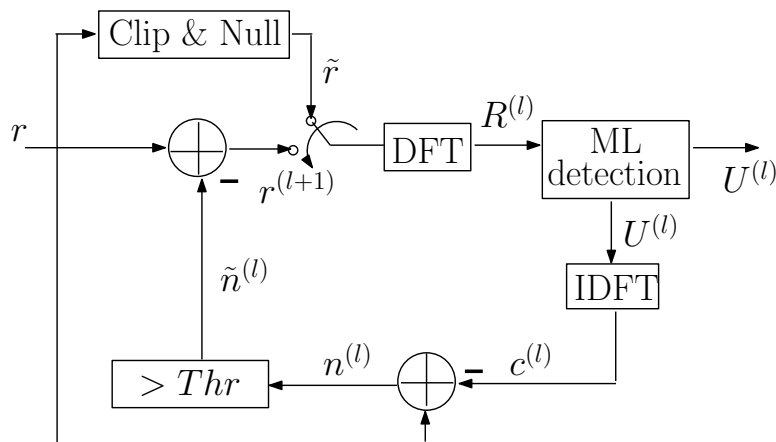 Clip & Null
r̃
r
R^{(l)}
DFT
ML
detection
r^{(l+1)}
U^{(l)}
U^{(l)}
ñ^{(l)}
IDFT
n^{(l)}
c^{(l)}
> Thr